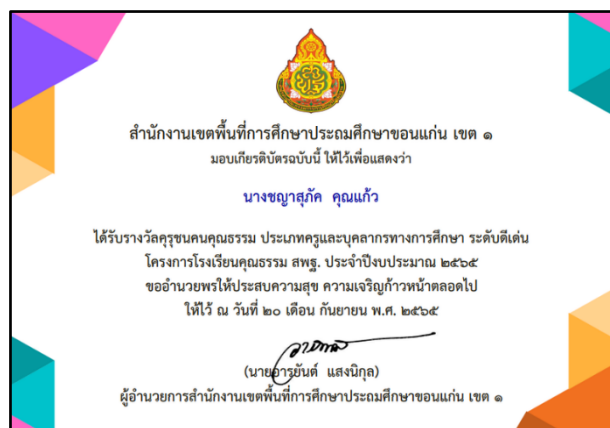 สำนักงานเขตพื้นที่การศึกษาประถมศึกษาขอนแก่น เขต ๑
มอบเกียรติบัตรฉบับนี้ ให้ไว้เพื่อแสดงว่า
นางชญาสุภัค คุณแก้ว
ได้รับรางวัลคุรุชนคนคุณธรรม ประเภทครูและบุคลากรทางการศึกษา ระดับดีเด่น
โครงการโรงเรียนคุณธรรม สพฐ. ประจำปีงบประมาณ ๒๕๖๕
ขออำนวยพรให้ประสบความสุข ความเจริญก้าวหน้าตลอดไป
ให้ไว้ ณ วันที่ ๒๐ เดือน กันยายน พ.ศ. ๒๕๖๕
(นายอารยันต์ แสงนิกุล)
ผู้อำนวยการสำนักงานเขตพื้นที่การศึกษาประถมศึกษาขอนแก่น เขต ๑